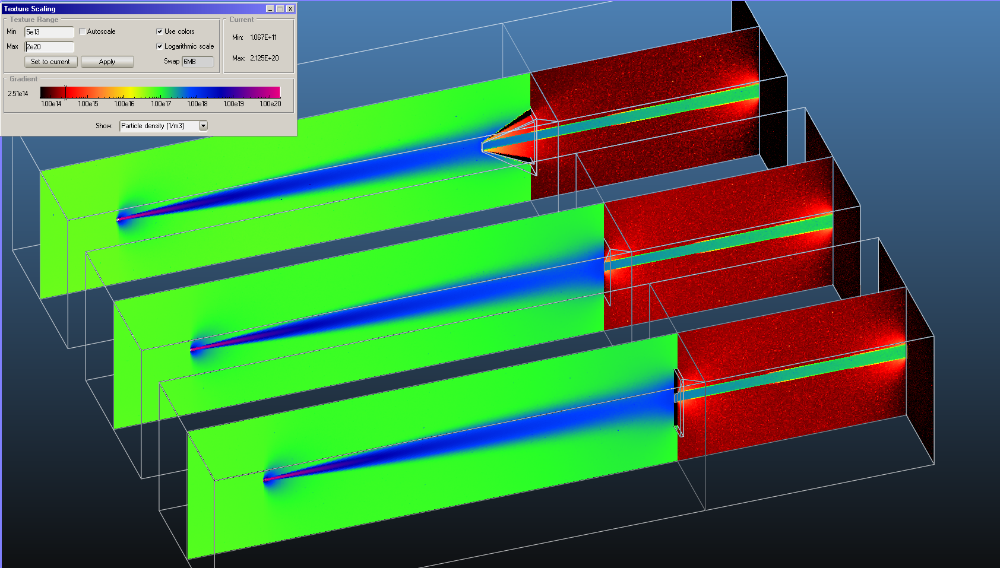 Texture Scaling
Texture Range
Min 5e13 Autoscale Use colors
Max 2e20 Logarithmic scale
Set to current Apply Swap 6MB
Current
Min: 1.067E+11
Max: 2.125E+20
Gradient
2.51e14
1.00e14 1.00e15 1.00e16 1.00e17 1.00e18 1.00e19 1.00e20
Show: Particle density [1/m3]